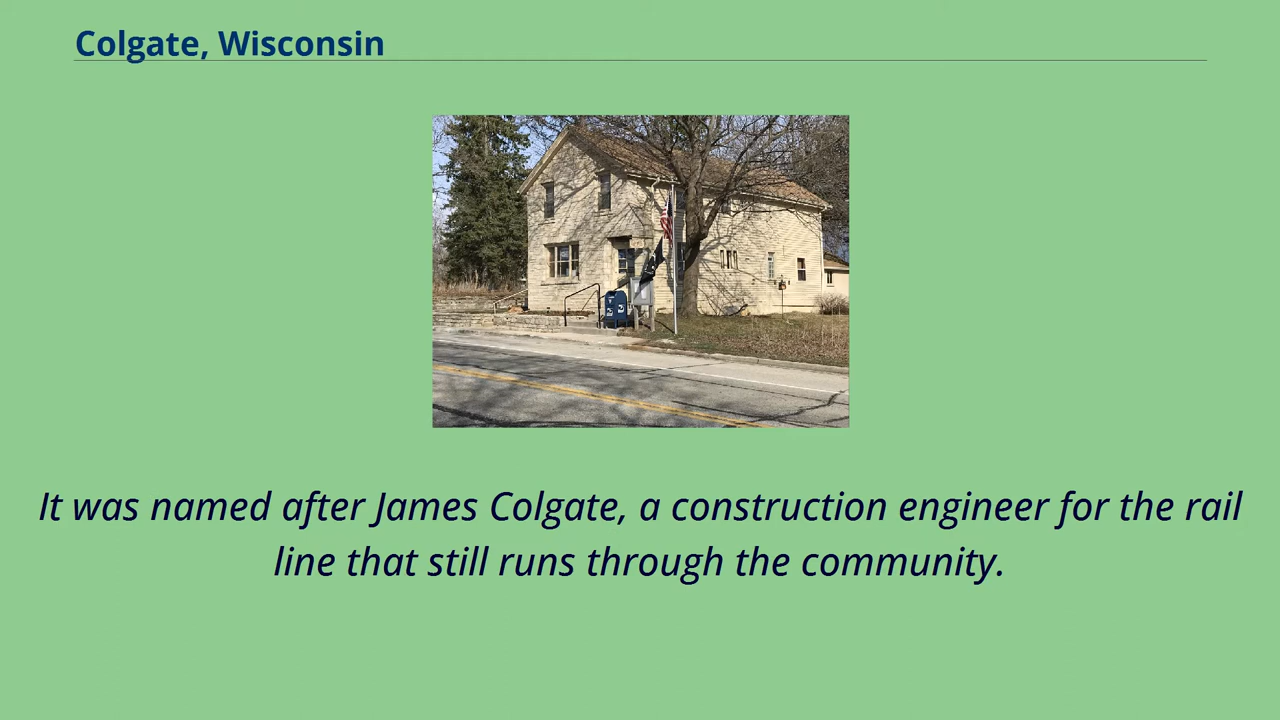 Colgate, Wisconsin
It was named after James Colgate, a construction engineer for the rail
line that still runs through the community.